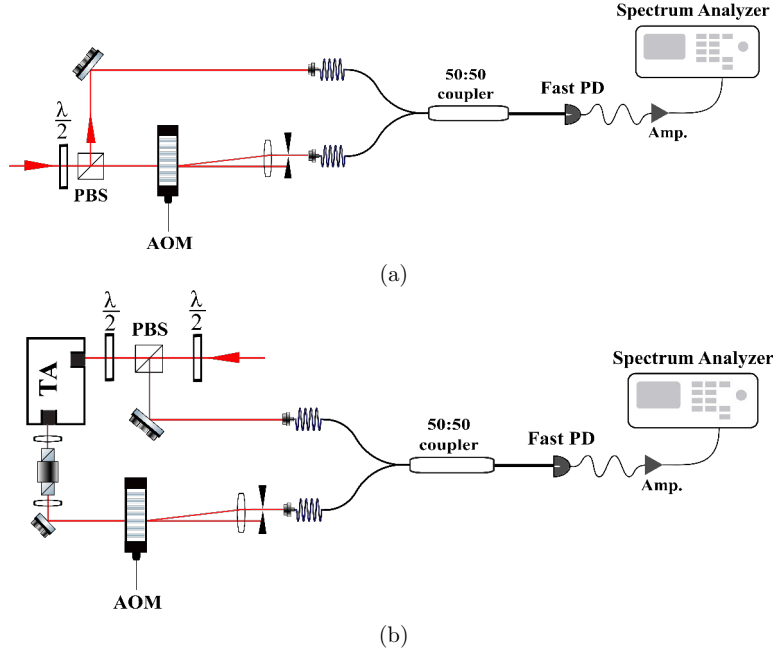 Spectrum Analyzer
50:50
coupler
Fast PD
λ
2
PBS
Amp.
AOM
(a)
λ
2
λ
2
PBS
TA
Spectrum Analyzer
50:50
coupler
Fast PD
Amp.
AOM
(b)